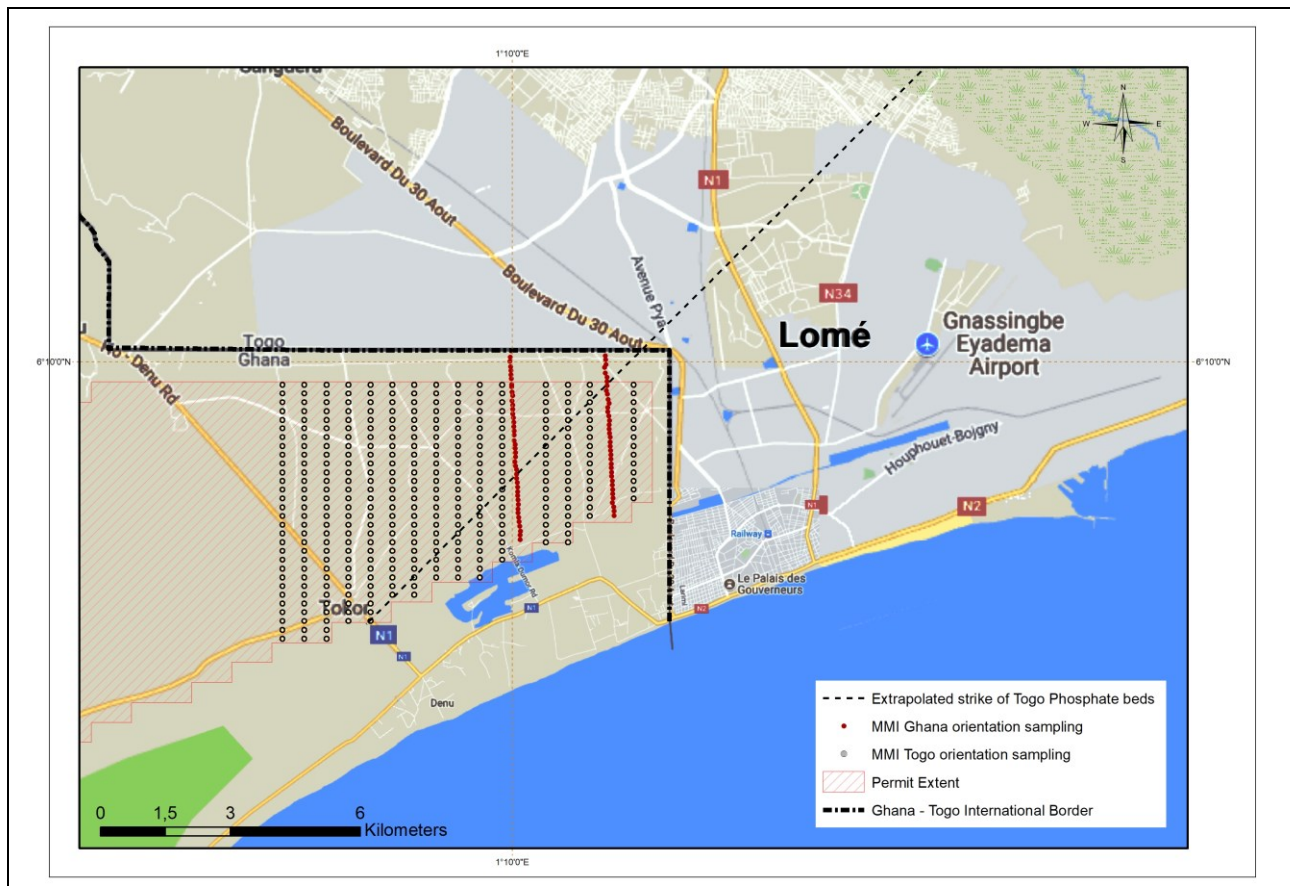 1°10'0"E
N
W
E
S
Boulevard Du 30 Aout
N1
Avenue Pya
Boulevard Du 30 Aout
N34
Lomé
Gnassingbe
Eyadema
Airport
Togo
Ghana
6°10'0"N
6°10'0"N
Denu Rd
Houphouet-Bojgny
N1
N2
Railway
Le Palais des
Gouverneurs
N1
N2
N1
N1
Denu
Extrapolated strike of Togo Phosphate beds
MMI Ghana orientation sampling
MMI Togo orientation sampling
Permit Extent
Ghana - Togo International Border
0
1,5
3
6
Kilometers
1°10'0"E